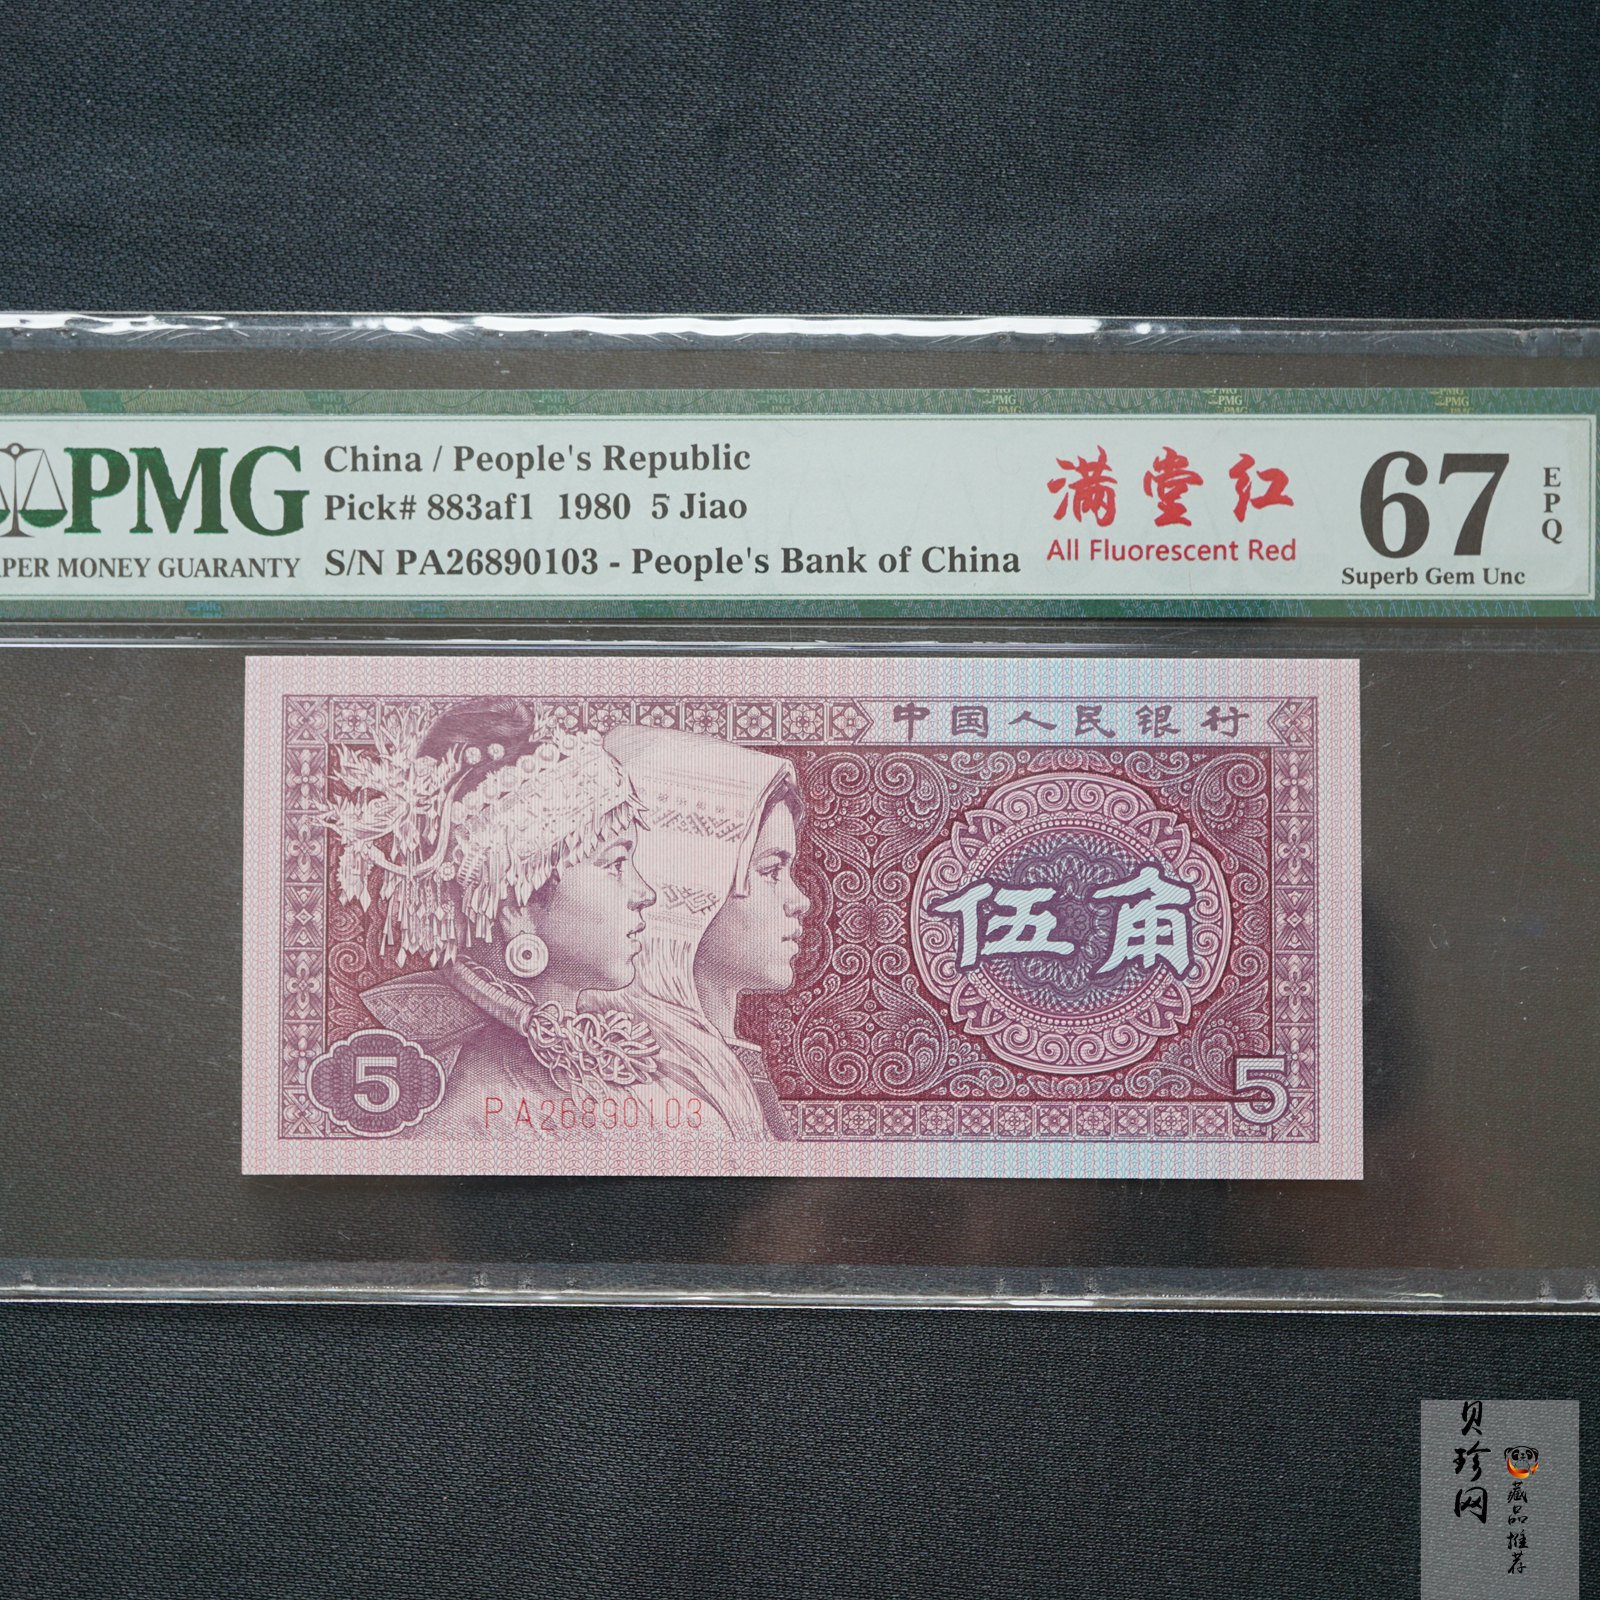 PMG
PER MONEY GUARANTY
China / People's Republic
Pick# 883af1 1980 5 Jiao
S/N PA26890103 - People's Bank of China
满堂红
All Fluorescent Red
67
EPQ
Superb Gem Unc
中国人民银行
伍角
5
PA26890103
5
贝珍网
藏品推荐